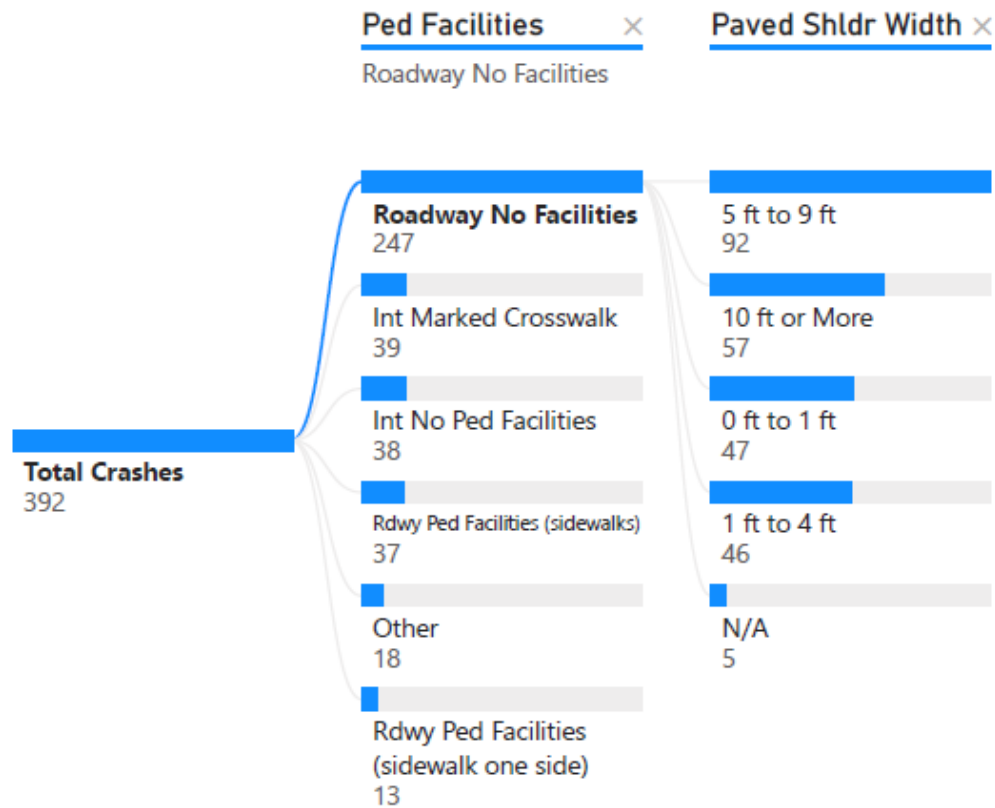 Ped Facilities
Paved Shldr Width
Roadway No Facilities
Total Crashes
392
Roadway No Facilities
247
Int Marked Crosswalk
39
Int No Ped Facilities
38
Rdwy Ped Facilities (sidewalks)
37
Other
18
Rdwy Ped Facilities
(sidewalk one side)
13
5 ft to 9 ft
92
10 ft or More
57
0 ft to 1 ft
47
1 ft to 4 ft
46
N/A
5